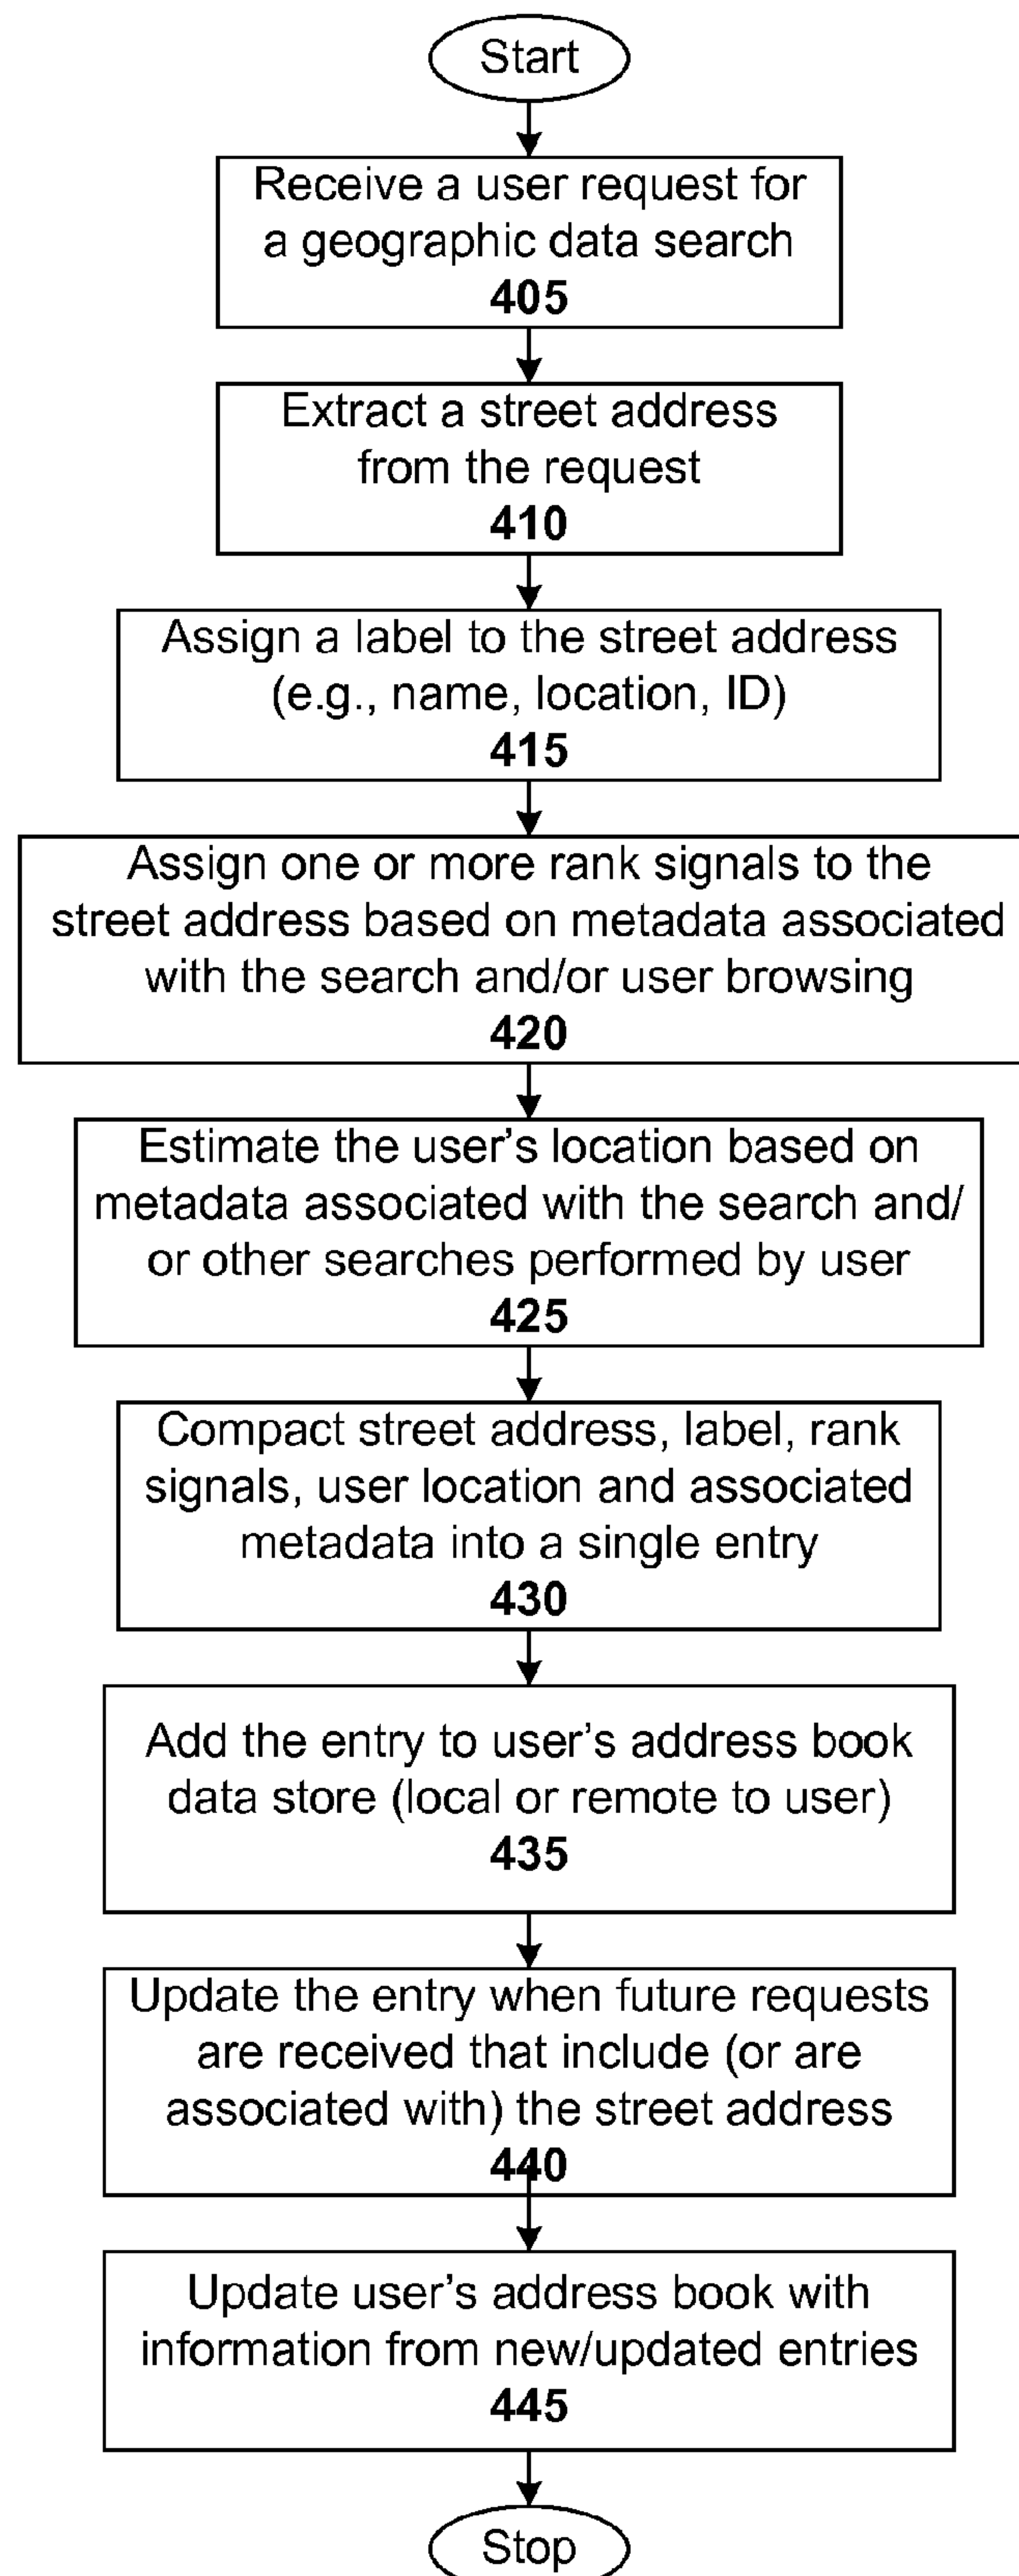 Start
Receive a user request for
a geographic data search
405
Extract a street address
from the request
410
Assign a label to the street address
(e.g., name, location, ID)
415
Assign one or more rank signals to the
street address based on metadata associated
with the search and/or user browsing
420
Estimate the user's location based on
metadata associated with the search and/
or other searches performed by user
425
Compact street address, label, rank
signals, user location and associated
metadata into a single entry
430
Add the entry to user's address book
data store (local or remote to user)
435
Update the entry when future requests
are received that include (or are
associated with) the street address
440
Update user's address book with
information from new/updated entries
445
Stop